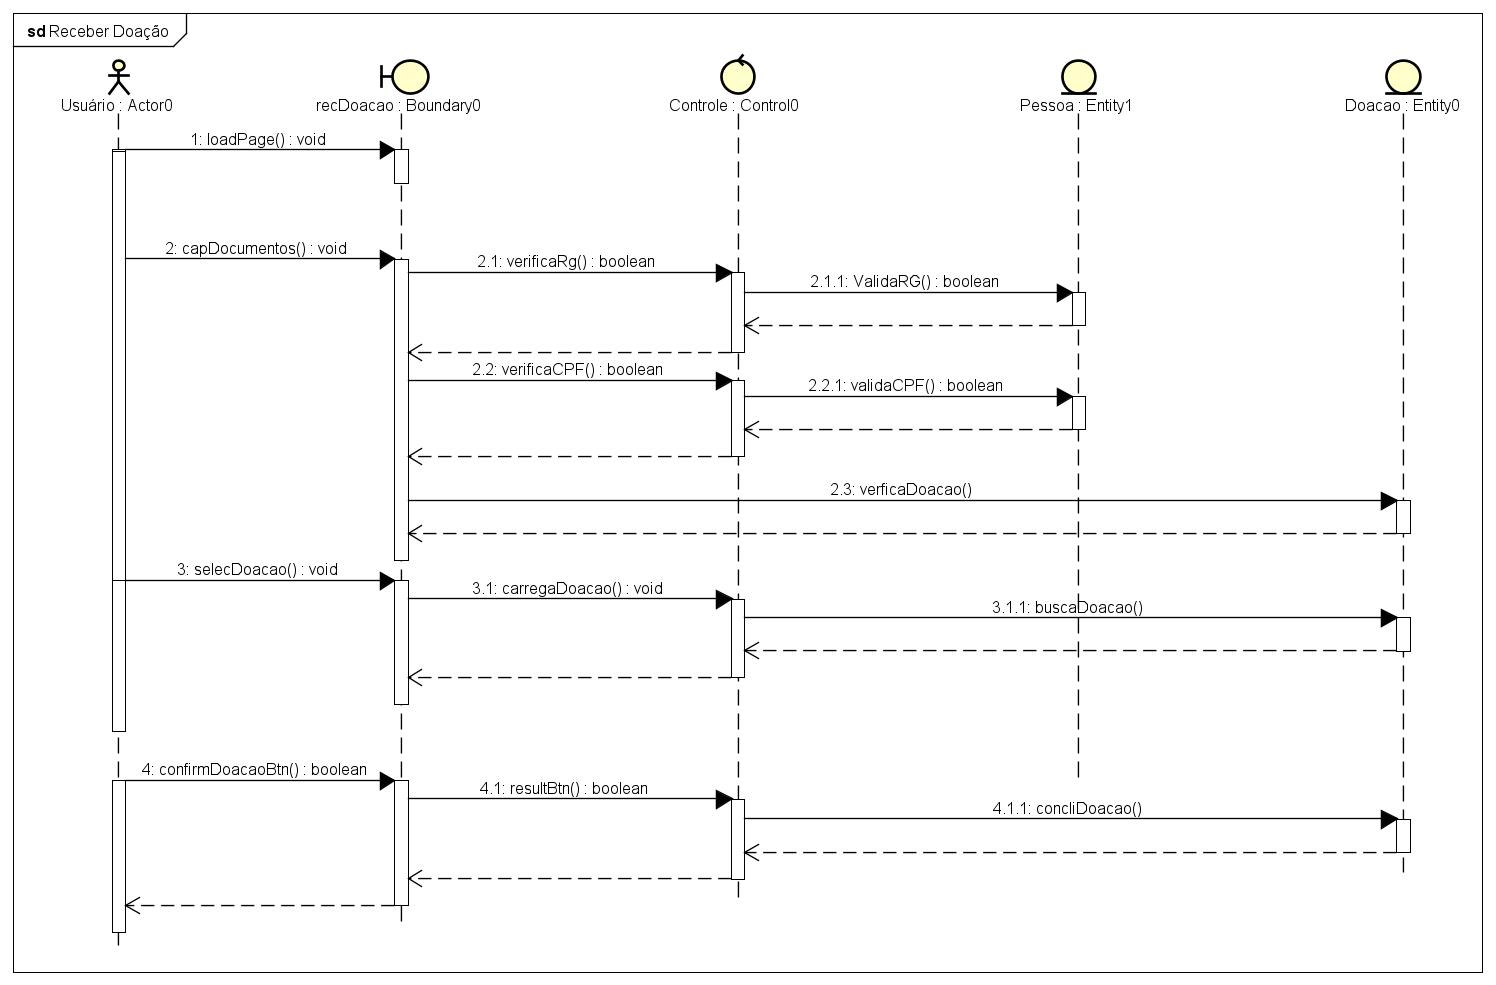 sd Receber Doação
Usuário : Actor0
recDoacao : Boundary0
Controle : Control0
Pessoa : Entity1
Doacao : Entity0
1: loadPage() : void
2: capDocumentos() : void
2.1: verificaRg() : boolean
2.1.1: ValidaRG() : boolean
2.2: verificaCPF() : boolean
2.2.1: validaCPF() : boolean
2.3: verficaDoacao()
3: selecDoacao() : void
3.1: carregaDoacao() : void
3.1.1: buscaDoacao()
4: confirmDoacaoBtn() : boolean
4.1: resultBtn() : boolean
4.1.1: concliDoacao()